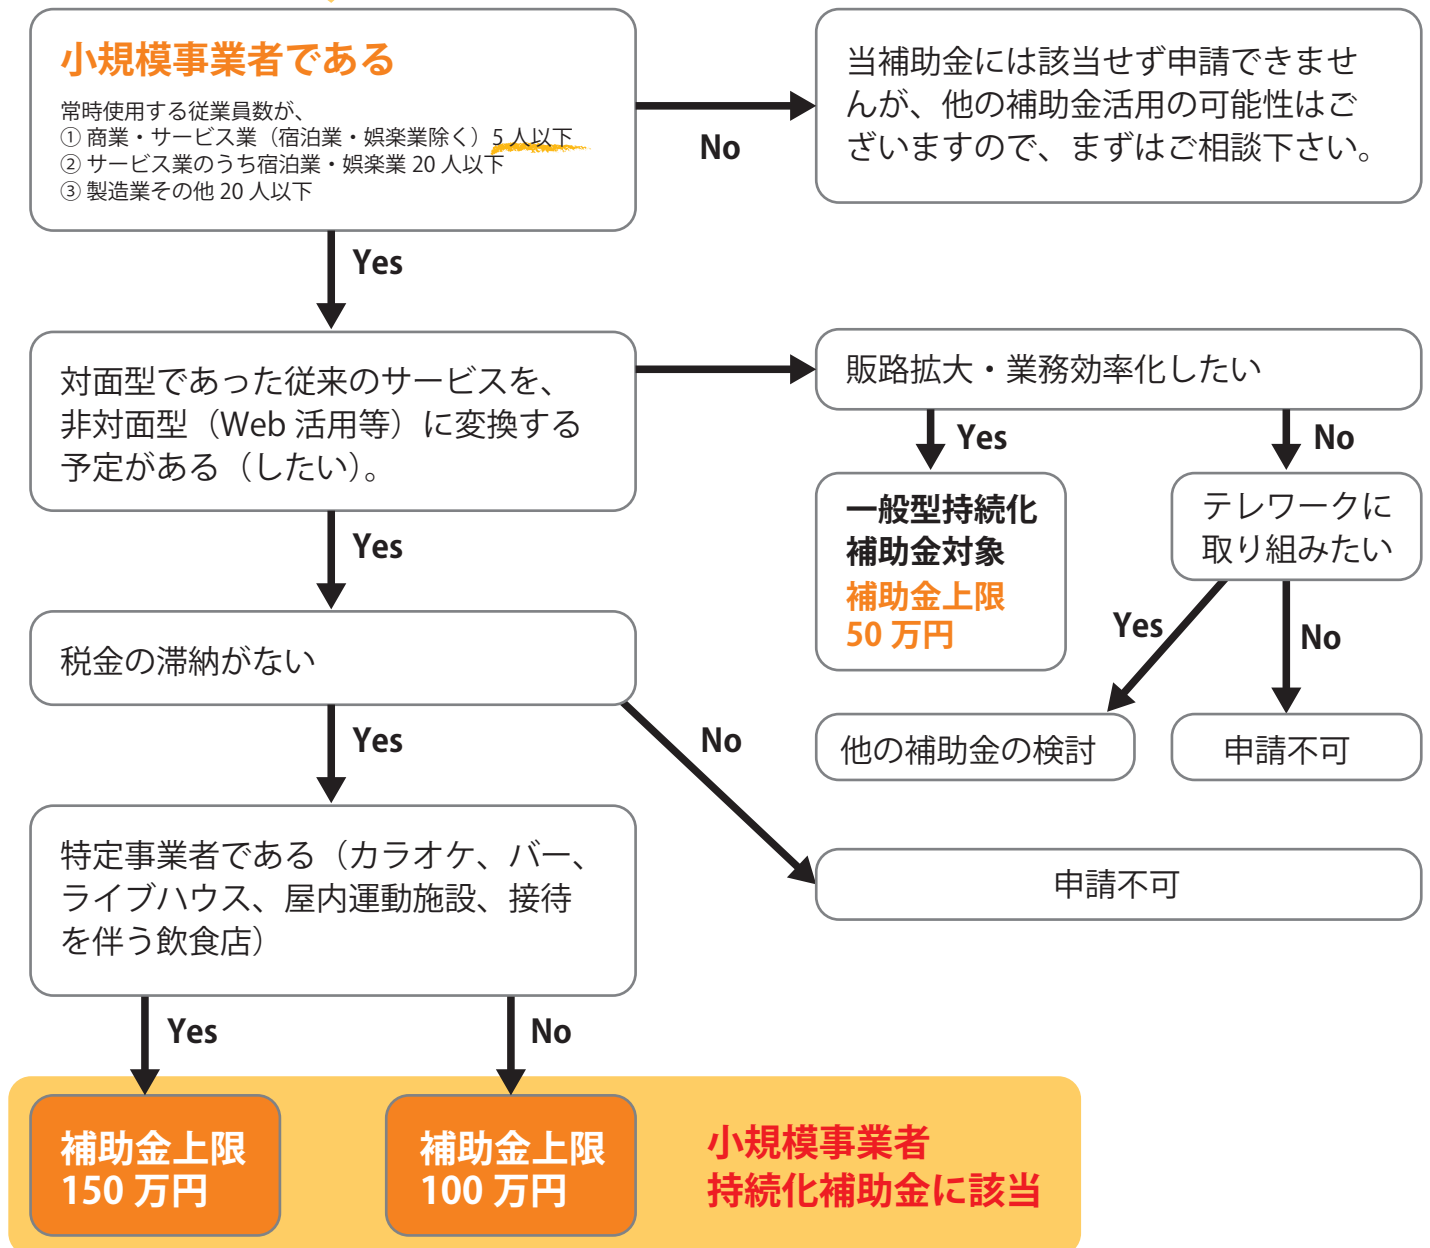 小規模事業者である
常時使用する従業員数が、
① 商業・サービス業（宿泊業・娯楽業除く）5 人以下
② サービス業のうち宿泊業・娯楽業 20 人以下
③ 製造業その他 20 人以下
No
当補助金には該当せず申請できませ
んが、他の補助金活用の可能性はご
ざいますので、まずはご相談下さい。
Yes
対面型であった従来のサービスを、
非対面型（Web 活用等）に変換する
予定がある（したい）。
販路拡大・業務効率化したい
Yes
No
一般型持続化
補助金対象
補助金上限
50 万円
テレワークに
取り組みたい
Yes
No
他の補助金の検討
申請不可
Yes
税金の滞納がない
No
申請不可
Yes
特定事業者である（カラオケ、バー、
ライブハウス、屋内運動施設、接待
を伴う飲食店）
Yes
No
補助金上限
150 万円
補助金上限
100 万円
小規模事業者
持続化補助金に該当